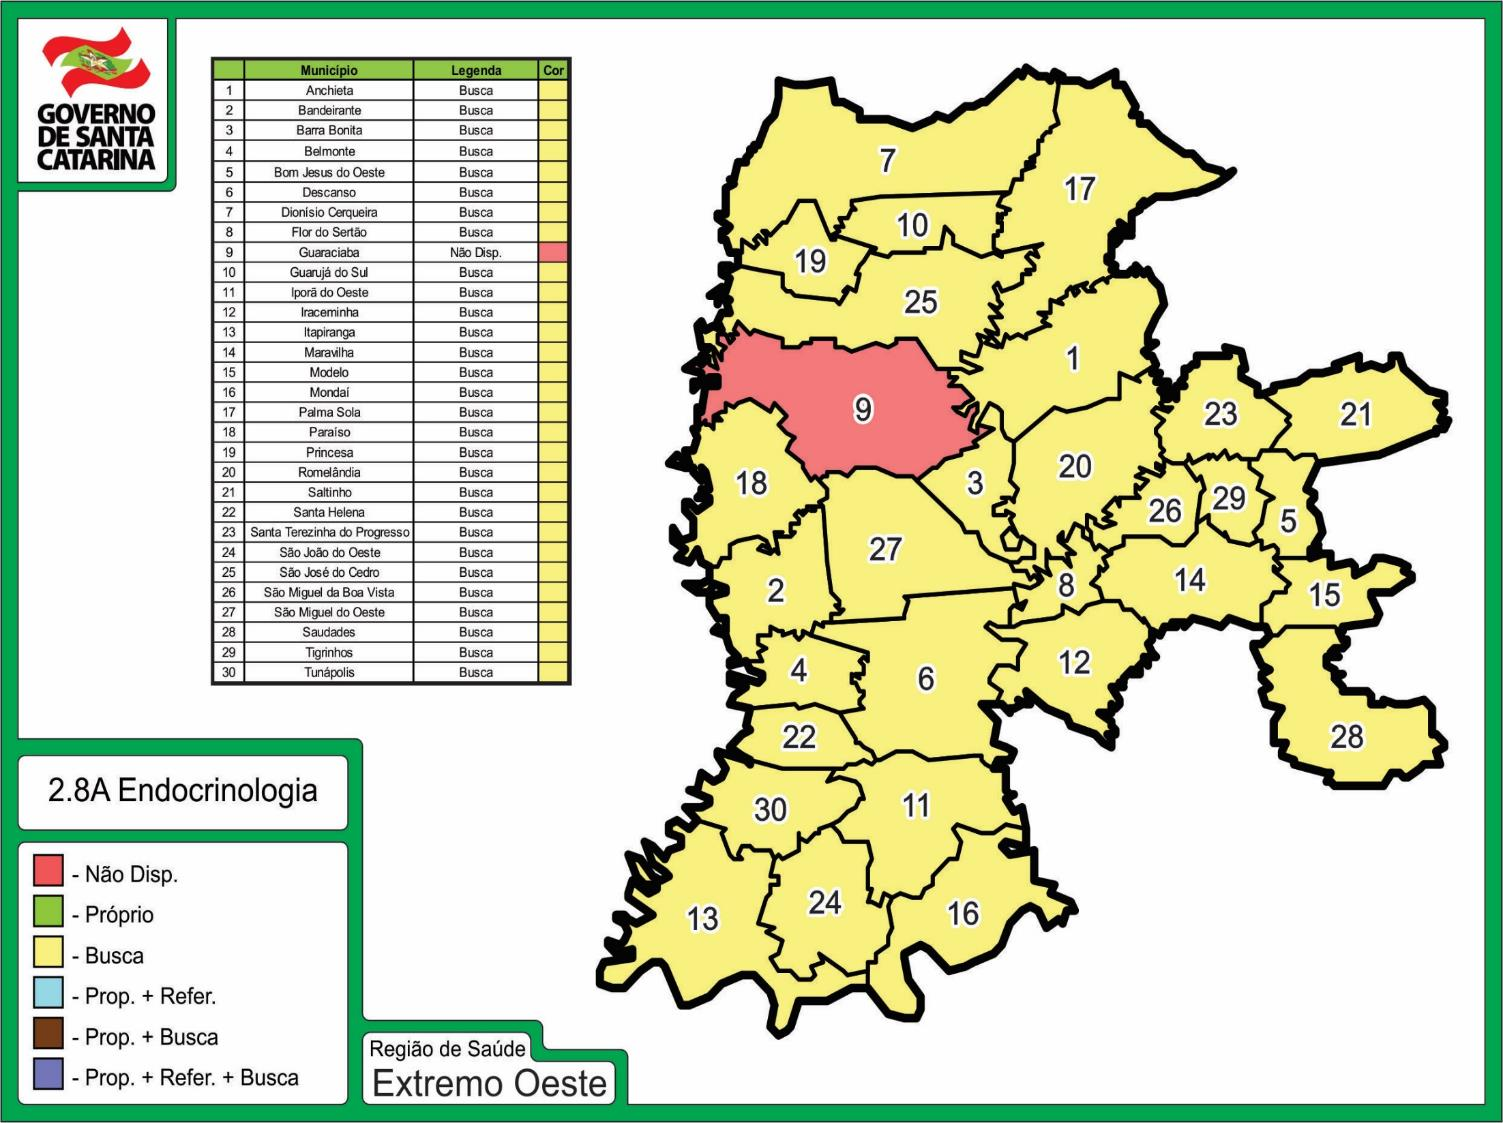 GOVERNO
DE SANTA
CATARINA
Município Legenda Cor
1 Anchieta Busca
2 Bandeirante Busca
3 Barra Bonita Busca
4 Belmonte Busca
5 Bom Jesus do Oeste Busca
6 Descanso Busca
7 Dionísio Cerqueira Busca
8 Flor do Sertão Busca
9 Guaraciaba Não Disp.
10 Guarujá do Sul Busca
11 Iporã do Oeste Busca
12 Iraceminha Busca
13 Itapiranga Busca
14 Maravilha Busca
15 Modelo Busca
16 Mondaí Busca
17 Palma Sola Busca
18 Paraíso Busca
19 Princesa Busca
20 Romelândia Busca
21 Saltinho Busca
22 Santa Helena Busca
23 Santa Terezinha do Progresso Busca
24 São João do Oeste Busca
25 São José do Cedro Busca
26 São Miguel da Boa Vista Busca
27 São Miguel do Oeste Busca
28 Saudades Busca
29 Tigrinhos Busca
30 Tunápolis Busca
7
17
10
19
25
1
9
23
21
18
3
20
26
29
5
27
2
8
14
15
4
6
12
22
28
30
11
13
24
16
2.8A Endocrinologia
- Não Disp.
- Próprio
- Busca
- Prop. + Refer.
- Prop. + Busca
- Prop. + Refer. + Busca
Região de Saúde
Extremo Oeste